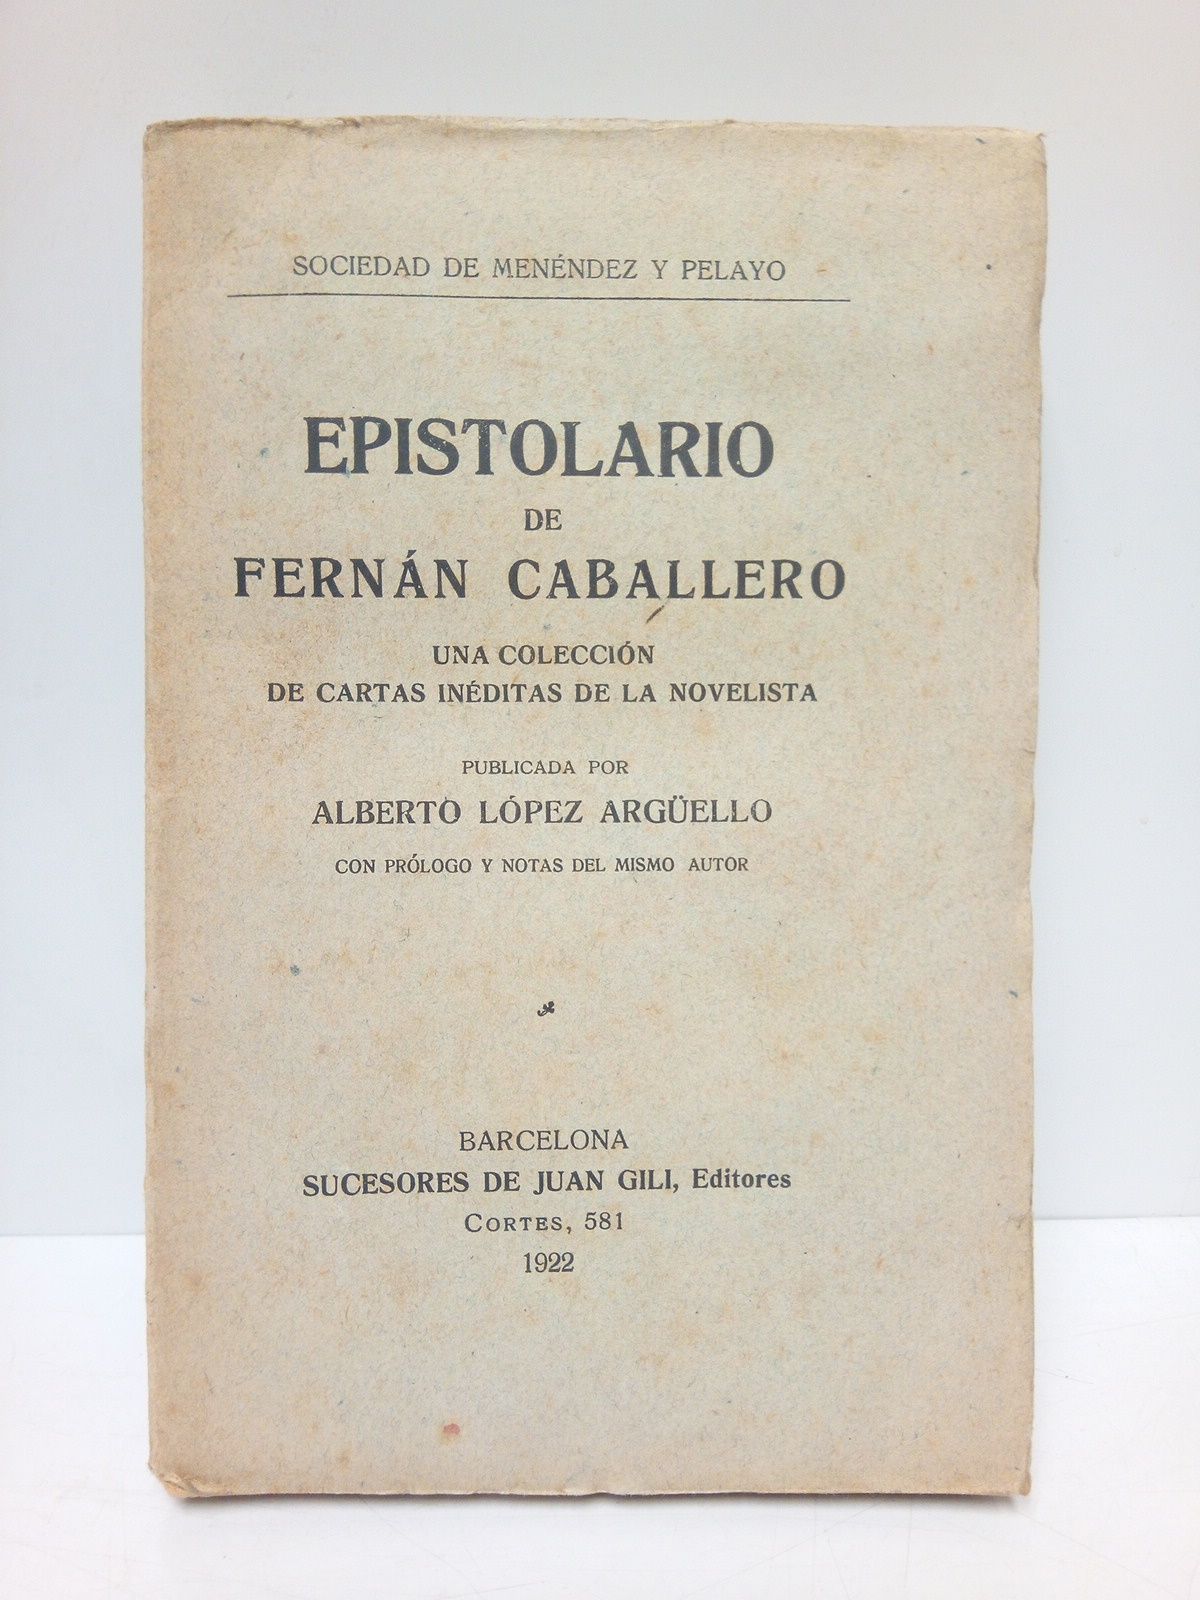 SOCIEDAD DE MENÉNDEZ Y PELAYO
EPISTOLARIO
DE
FERNÁN CABALLERO
UNA COLECCIÓN
DE CARTAS INÉDITAS DE LA NOVELISTA
PUBLICADA POR
ALBERTO LÓPEZ ARGÜELLO
CON PRÓLOGO Y NOTAS DEL MISMO AUTOR
BARCELONA
SUCESORES DE JUAN GILI, Editores
CORTES, 581
1922